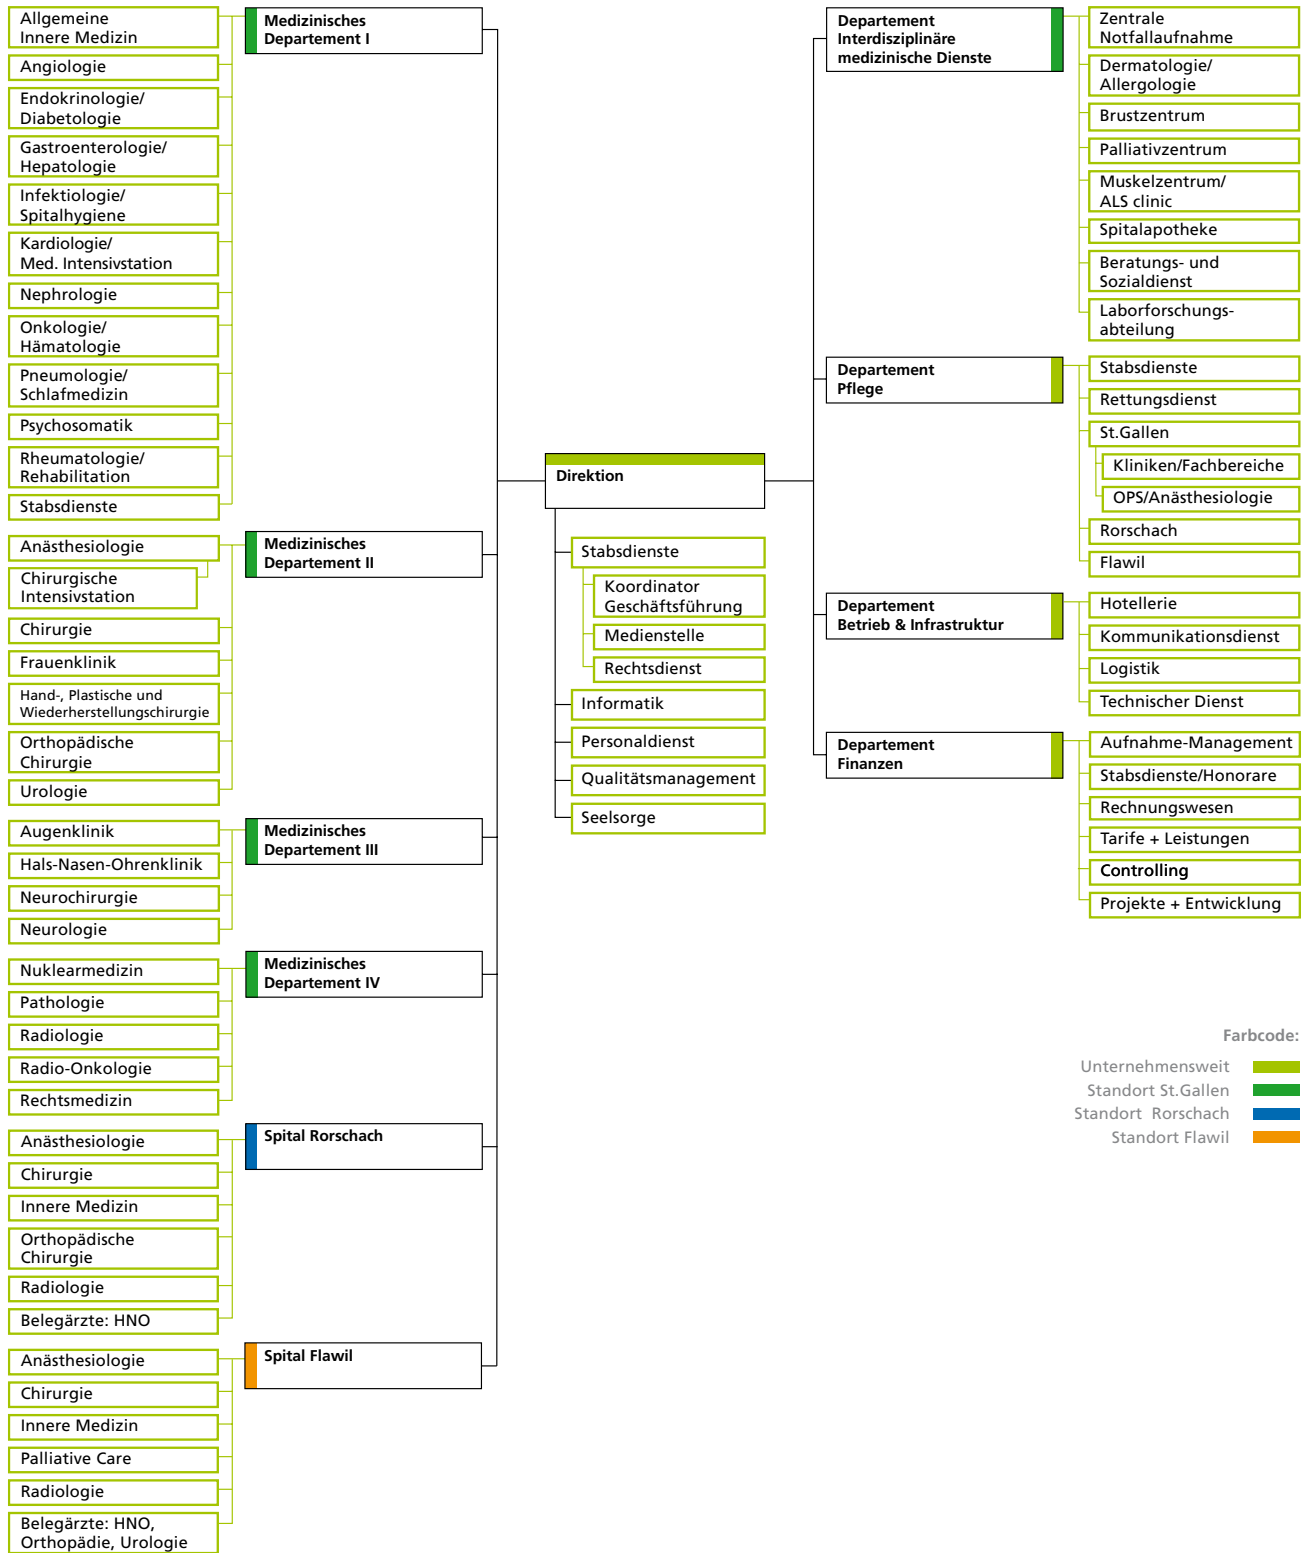 Medizinisches
Departement I
Allgemeine
Innere Medizin
Angiologie
Endokrinologie/
Diabetologie
Gastroenterologie/
Hepatologie
Infektiologie/
Spitalhygiene
Kardiologie/
Med. Intensivstation
Nephrologie
Onkologie/
Hämatologie
Pneumologie/
Schlafmedizin
Psychosomatik
Rheumatologie/
Rehabilitation
Stabsdienste
Medizinisches
Departement II
Anästhesiologie
Chirurgische
Intensivstation
Chirurgie
Frauenklinik
Hand-, Plastische und
Wiederherstellungschirurgie
Orthopädische
Chirurgie
Urologie
Medizinisches
Departement III
Augenklinik
Hals-Nasen-Ohrenklinik
Neurochirurgie
Neurologie
Medizinisches
Departement IV
Nuklearmedizin
Pathologie
Radiologie
Radio-Onkologie
Rechtsmedizin
Spital Rorschach
Anästhesiologie
Chirurgie
Innere Medizin
Orthopädische
Chirurgie
Radiologie
Belegärzte: HNO
Spital Flawil
Anästhesiologie
Chirurgie
Innere Medizin
Palliative Care
Radiologie
Belegärzte: HNO,
Orthopädie, Urologie
Direktion
Stabsdienste
Koordinator
Geschäftsführung
Medienstelle
Rechtsdienst
Informatik
Personaldienst
Qualitätsmanagement
Seelsorge
Departement
Interdisziplinäre
medizinische Dienste
Zentrale
Notfallaufnahme
Dermatologie/
Allergologie
Brustzentrum
Palliativzentrum
Muskelzentrum/
ALS clinic
Spitalapotheke
Beratungs- und
Sozialdienst
Laborforschungs-
abteilung
Departement
Pflege
Stabsdienste
Rettungsdienst
St.Gallen
Kliniken/Fachbereiche
OPS/Anästhesiologie
Rorschach
Flawil
Departement
Betrieb & Infrastruktur
Hotellerie
Kommunikationsdienst
Logistik
Technischer Dienst
Departement
Finanzen
Aufnahme-Management
Stabsdienste/Honorare
Rechnungswesen
Tarife + Leistungen
Controlling
Projekte + Entwicklung
Farbcode:
Unternehmensweit
Standort St.Gallen
Standort Rorschach
Standort Flawil